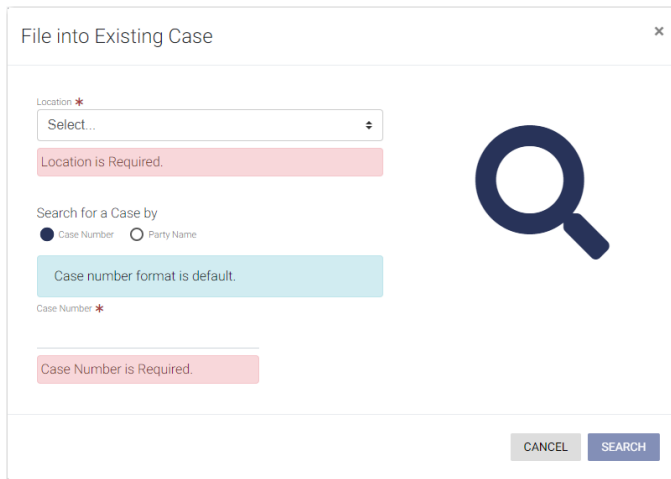 File into Existing Case
×
Location *
Select...
Location is Required.
Search for a Case by
Case Number Party Name
Case number format is default.
Case Number *
Case Number is Required.
CANCEL SEARCH